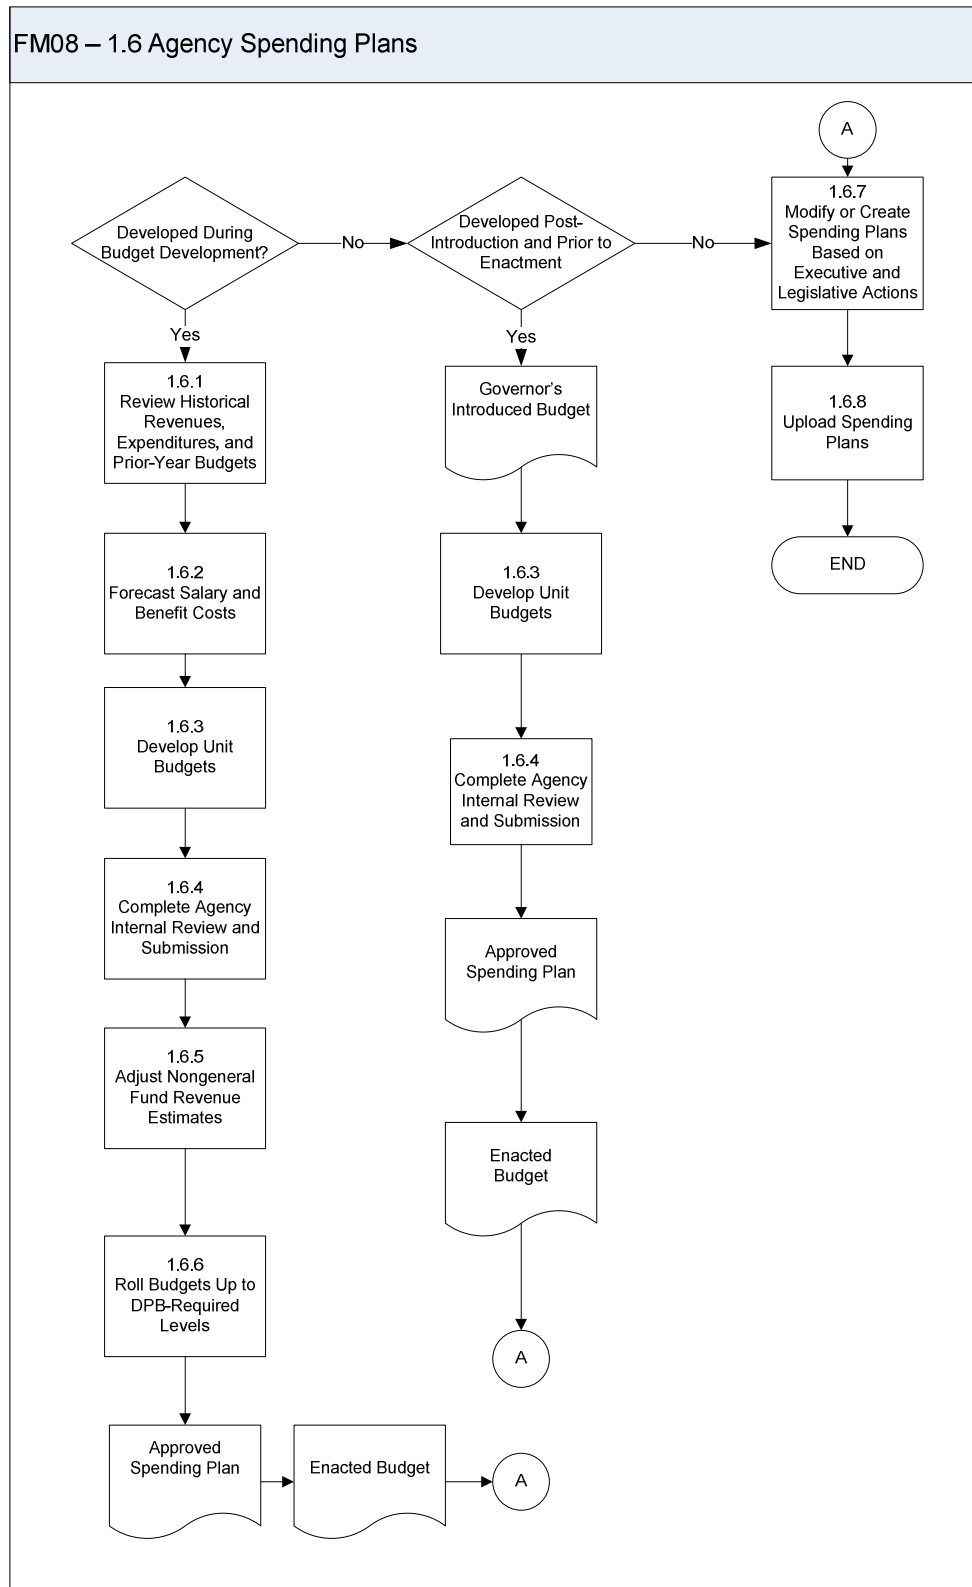 FM08 – 1.6 Agency Spending Plans
Developed During
Budget Development?
No
Developed Post-
Introduction and Prior to
Enactment
No
A
1.6.7
Modify or Create
Spending Plans
Based on
Executive and
Legislative Actions
Yes
1.6.1
Review Historical
Revenues,
Expenditures, and
Prior-Year Budgets
1.6.2
Forecast Salary and
Benefit Costs
1.6.3
Develop Unit
Budgets
1.6.4
Complete Agency
Internal Review and
Submission
1.6.5
Adjust Nongeneral
Fund Revenue
Estimates
1.6.6
Roll Budgets Up to
DPB-Required
Levels
Approved
Spending Plan
Enacted Budget
A
Yes
Governor’s
Introduced Budget
1.6.3
Develop Unit
Budgets
1.6.4
Complete Agency
Internal Review
and Submission
Approved
Spending Plan
Enacted
Budget
A
1.6.8
Upload Spending
Plans
END